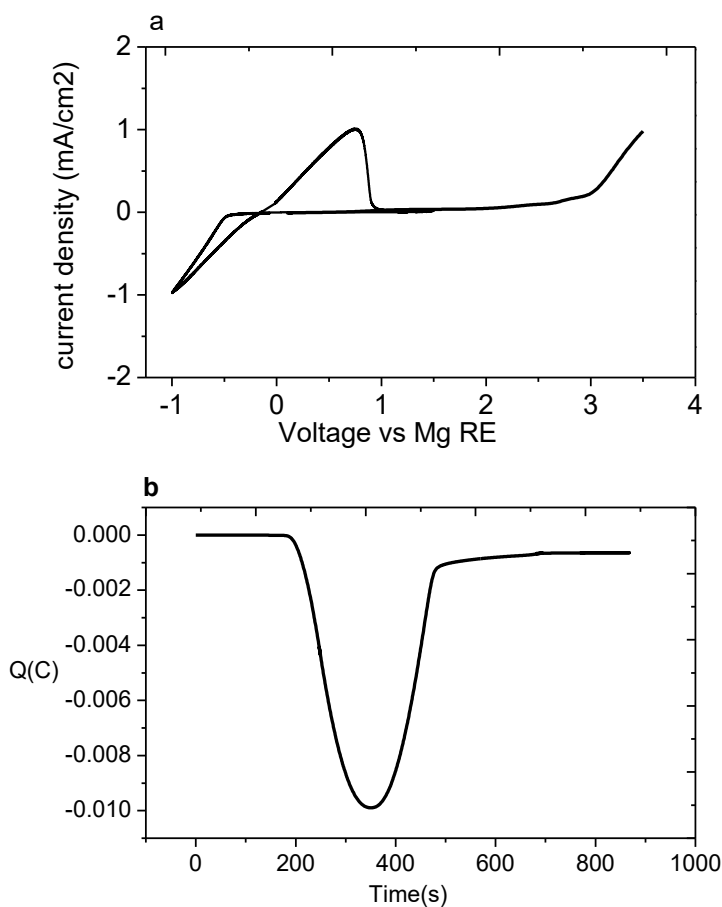 a
2
1
0
-1
-2
current density (mA/cm2)
-1 0 1 2 3 4
Voltage vs Mg RE
b
0.000
-0.002
-0.004
-0.006
-0.008
-0.010
Q(C)
0 200 400 600 800 1000
Time(s)